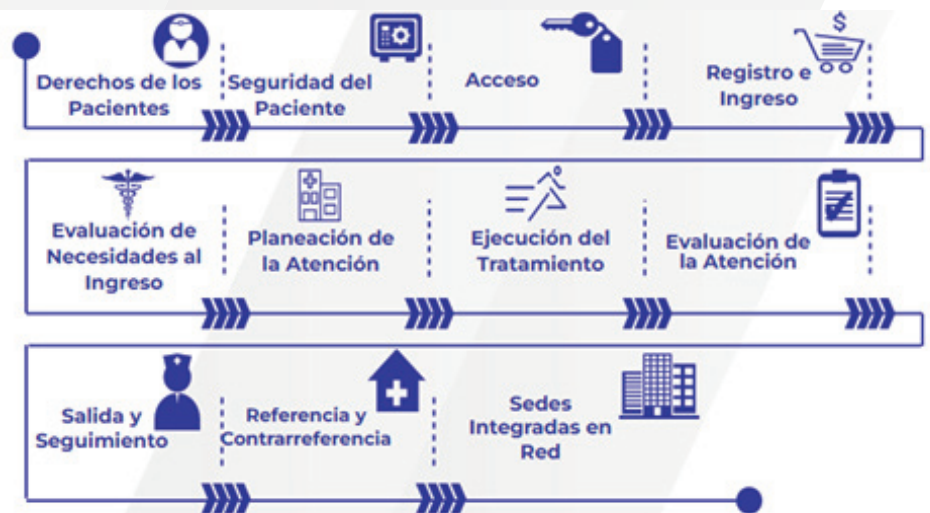 Derechos de los
Pacientes
Seguridad del
Paciente
Acceso
$
Registro e
Ingreso
Evaluación de
Necesidades al
Ingreso
Planeación de
la Atención
Ejecución del
Tratamiento
Evaluación de
la Atención
Salida y
Seguimiento
Referencia y
Contrarreferencia
Sedes
Integradas en
Red